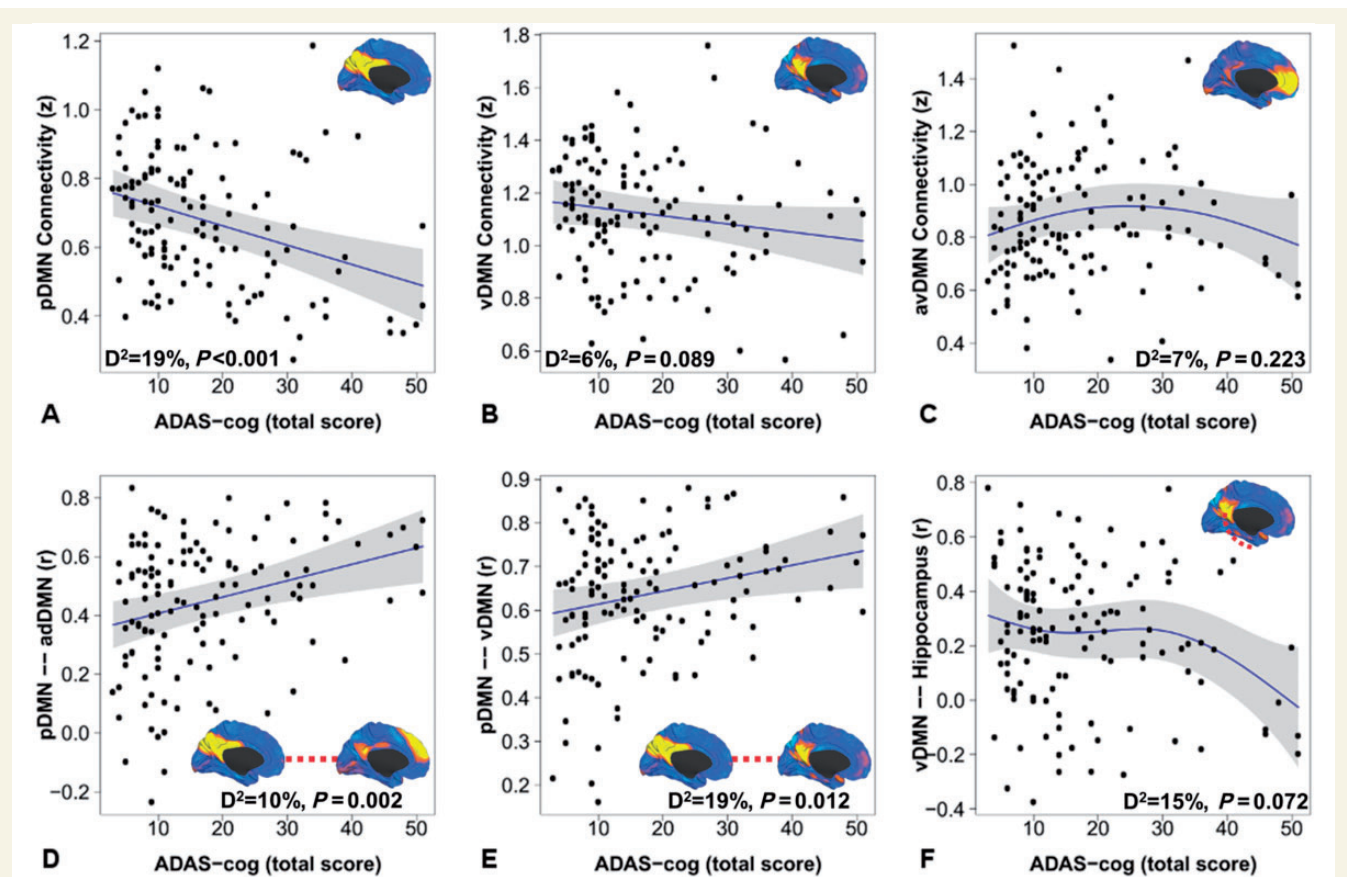 1.2
1.0
0.8
0.6
0.4
pDMN Connectivity (z)
D²=19%, P<0.001
10 20 30 40 50
A
ADAS−cog (total score)
1.8
1.6
1.4
1.2
1.0
0.8
0.6
vDMN Connectivity (z)
D²=6%, P=0.089
10 20 30 40 50
B
ADAS−cog (total score)
1.4
1.2
1.0
0.8
0.6
0.4
avDMN Connectivity (z)
D²=7%, P=0.223
10 20 30 40 50
C
ADAS−cog (total score)
0.8
0.6
0.4
0.2
0.0
−0.2
pDMN −− adDMN (r)
D²=10%, P=0.002
10 20 30 40 50
D
ADAS−cog (total score)
0.9
0.8
0.7
0.6
0.5
0.4
0.3
0.2
pDMN −− vDMN (r)
D²=19%, P=0.012
10 20 30 40 50
E
ADAS−cog (total score)
0.8
0.6
0.4
0.2
0.0
−0.2
−0.4
vDMN −− Hippocampus (r)
D²=15%, P=0.072
10 20 30 40 50
F
ADAS−cog (total score)